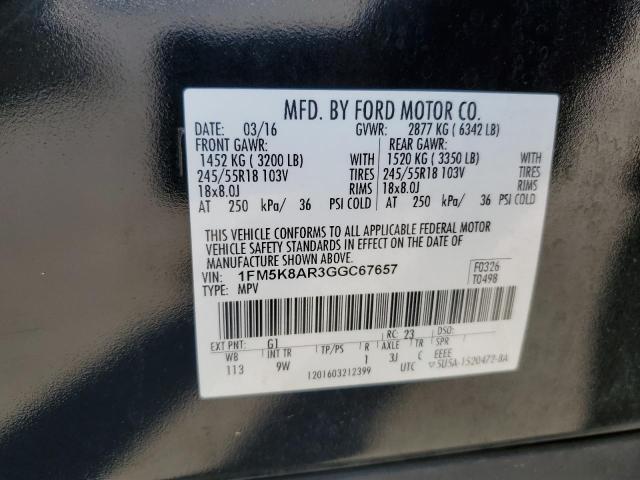 MFD. BY FORD MOTOR CO.
DATE: 03/16 GVWR: 2877 KG ( 6342 LB)
FRONT GAWR: REAR GAWR:
1452 KG ( 3200 LB) WITH 1520 KG ( 3350 LB) WITH
245/55R18 103V TIRES 245/55R18 103V TIRES
18x8.0J RIMS 18x8.0J RIMS
AT 250 kPa/ 36 PSI COLD AT 250 kPa/ 36 PSI COLD
THIS VEHICLE CONFORMS TO ALL APPLICABLE FEDERAL MOTOR
VEHICLE SAFETY STANDARDS IN EFFECT ON THE DATE OF
MANUFACTURE SHOWN ABOVE.
VIN: 1FM5K8AR3GGC67657 F0326
TYPE: MPV T0498
EXT PNT: G1 RC: 23 DSO:
WB INT TR TP/PS R AXLE TR SPR
113 9W 1 3J C EEEE
1201603212399 UTC 5U5A-1520472-BA